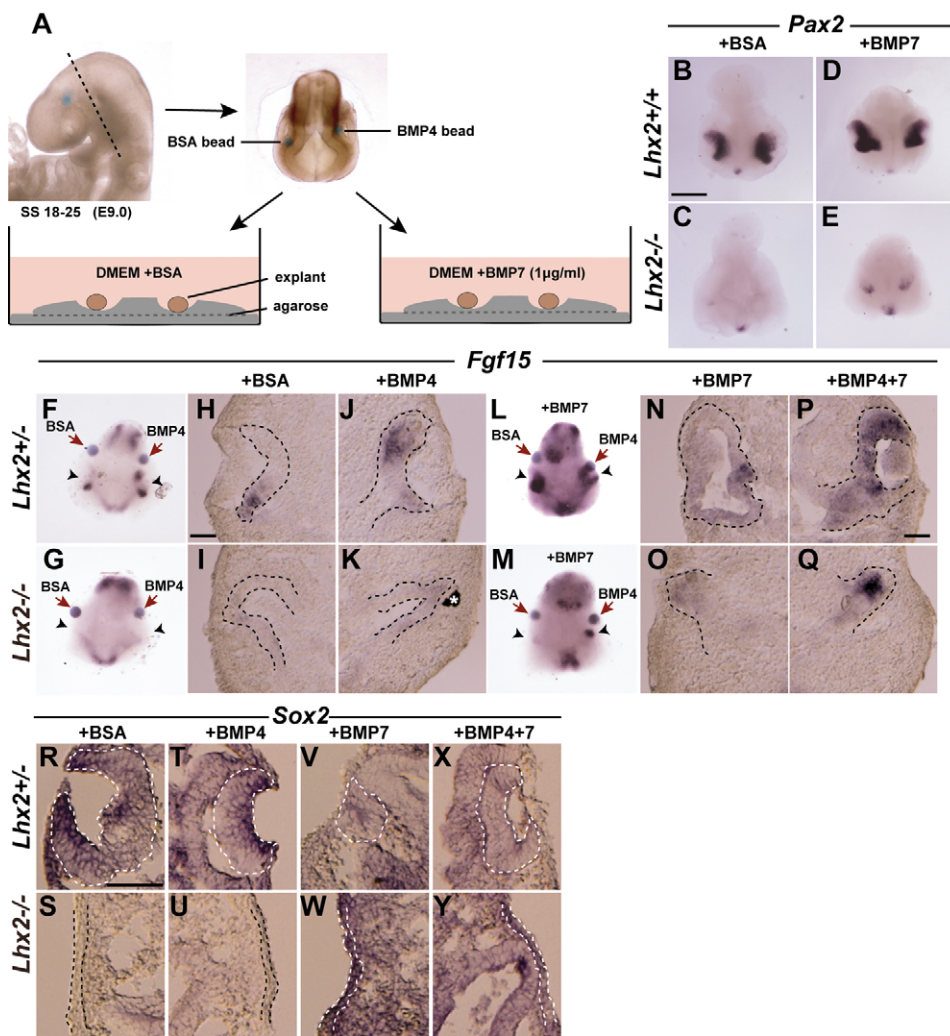 A
SS 18-25 (E9.0)
BSA bead
BMP4 bead
DMEM +BSA
explant
agarose
DMEM +BMP7 (1µg/ml)
Pax2
+BSA
+BMP7
Lhx2+/+
B
D
Lhx2-/-
C
E
Fgf15
+BSA
+BMP4
+BMP7
+BMP4+7
Lhx2+/-
F
BSA
BMP4
H
J
L
+BMP7
BSA
BMP4
N
P
Lhx2-/-
G
BSA
BMP4
I
K
*
M
+BMP7
BSA
BMP4
O
Q
Sox2
+BSA
+BMP4
+BMP7
+BMP4+7
Lhx2+/-
R
T
V
X
Lhx2-/-
S
U
W
Y